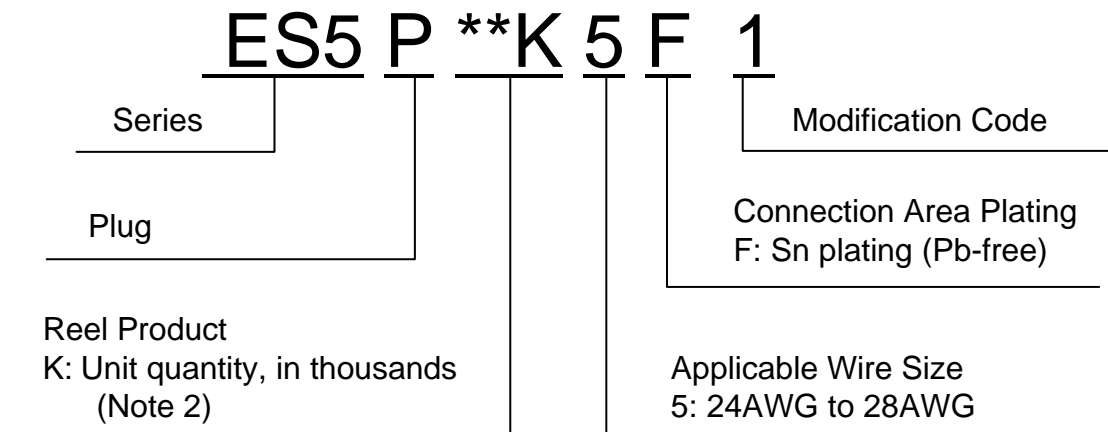 ES5 P **K 5 F 1
Series
Modification Code
Plug
Connection Area Plating
F: Sn plating (Pb-free)
Reel Product
K: Unit quantity, in thousands
(Note 2)
Applicable Wire Size
5: 24AWG to 28AWG